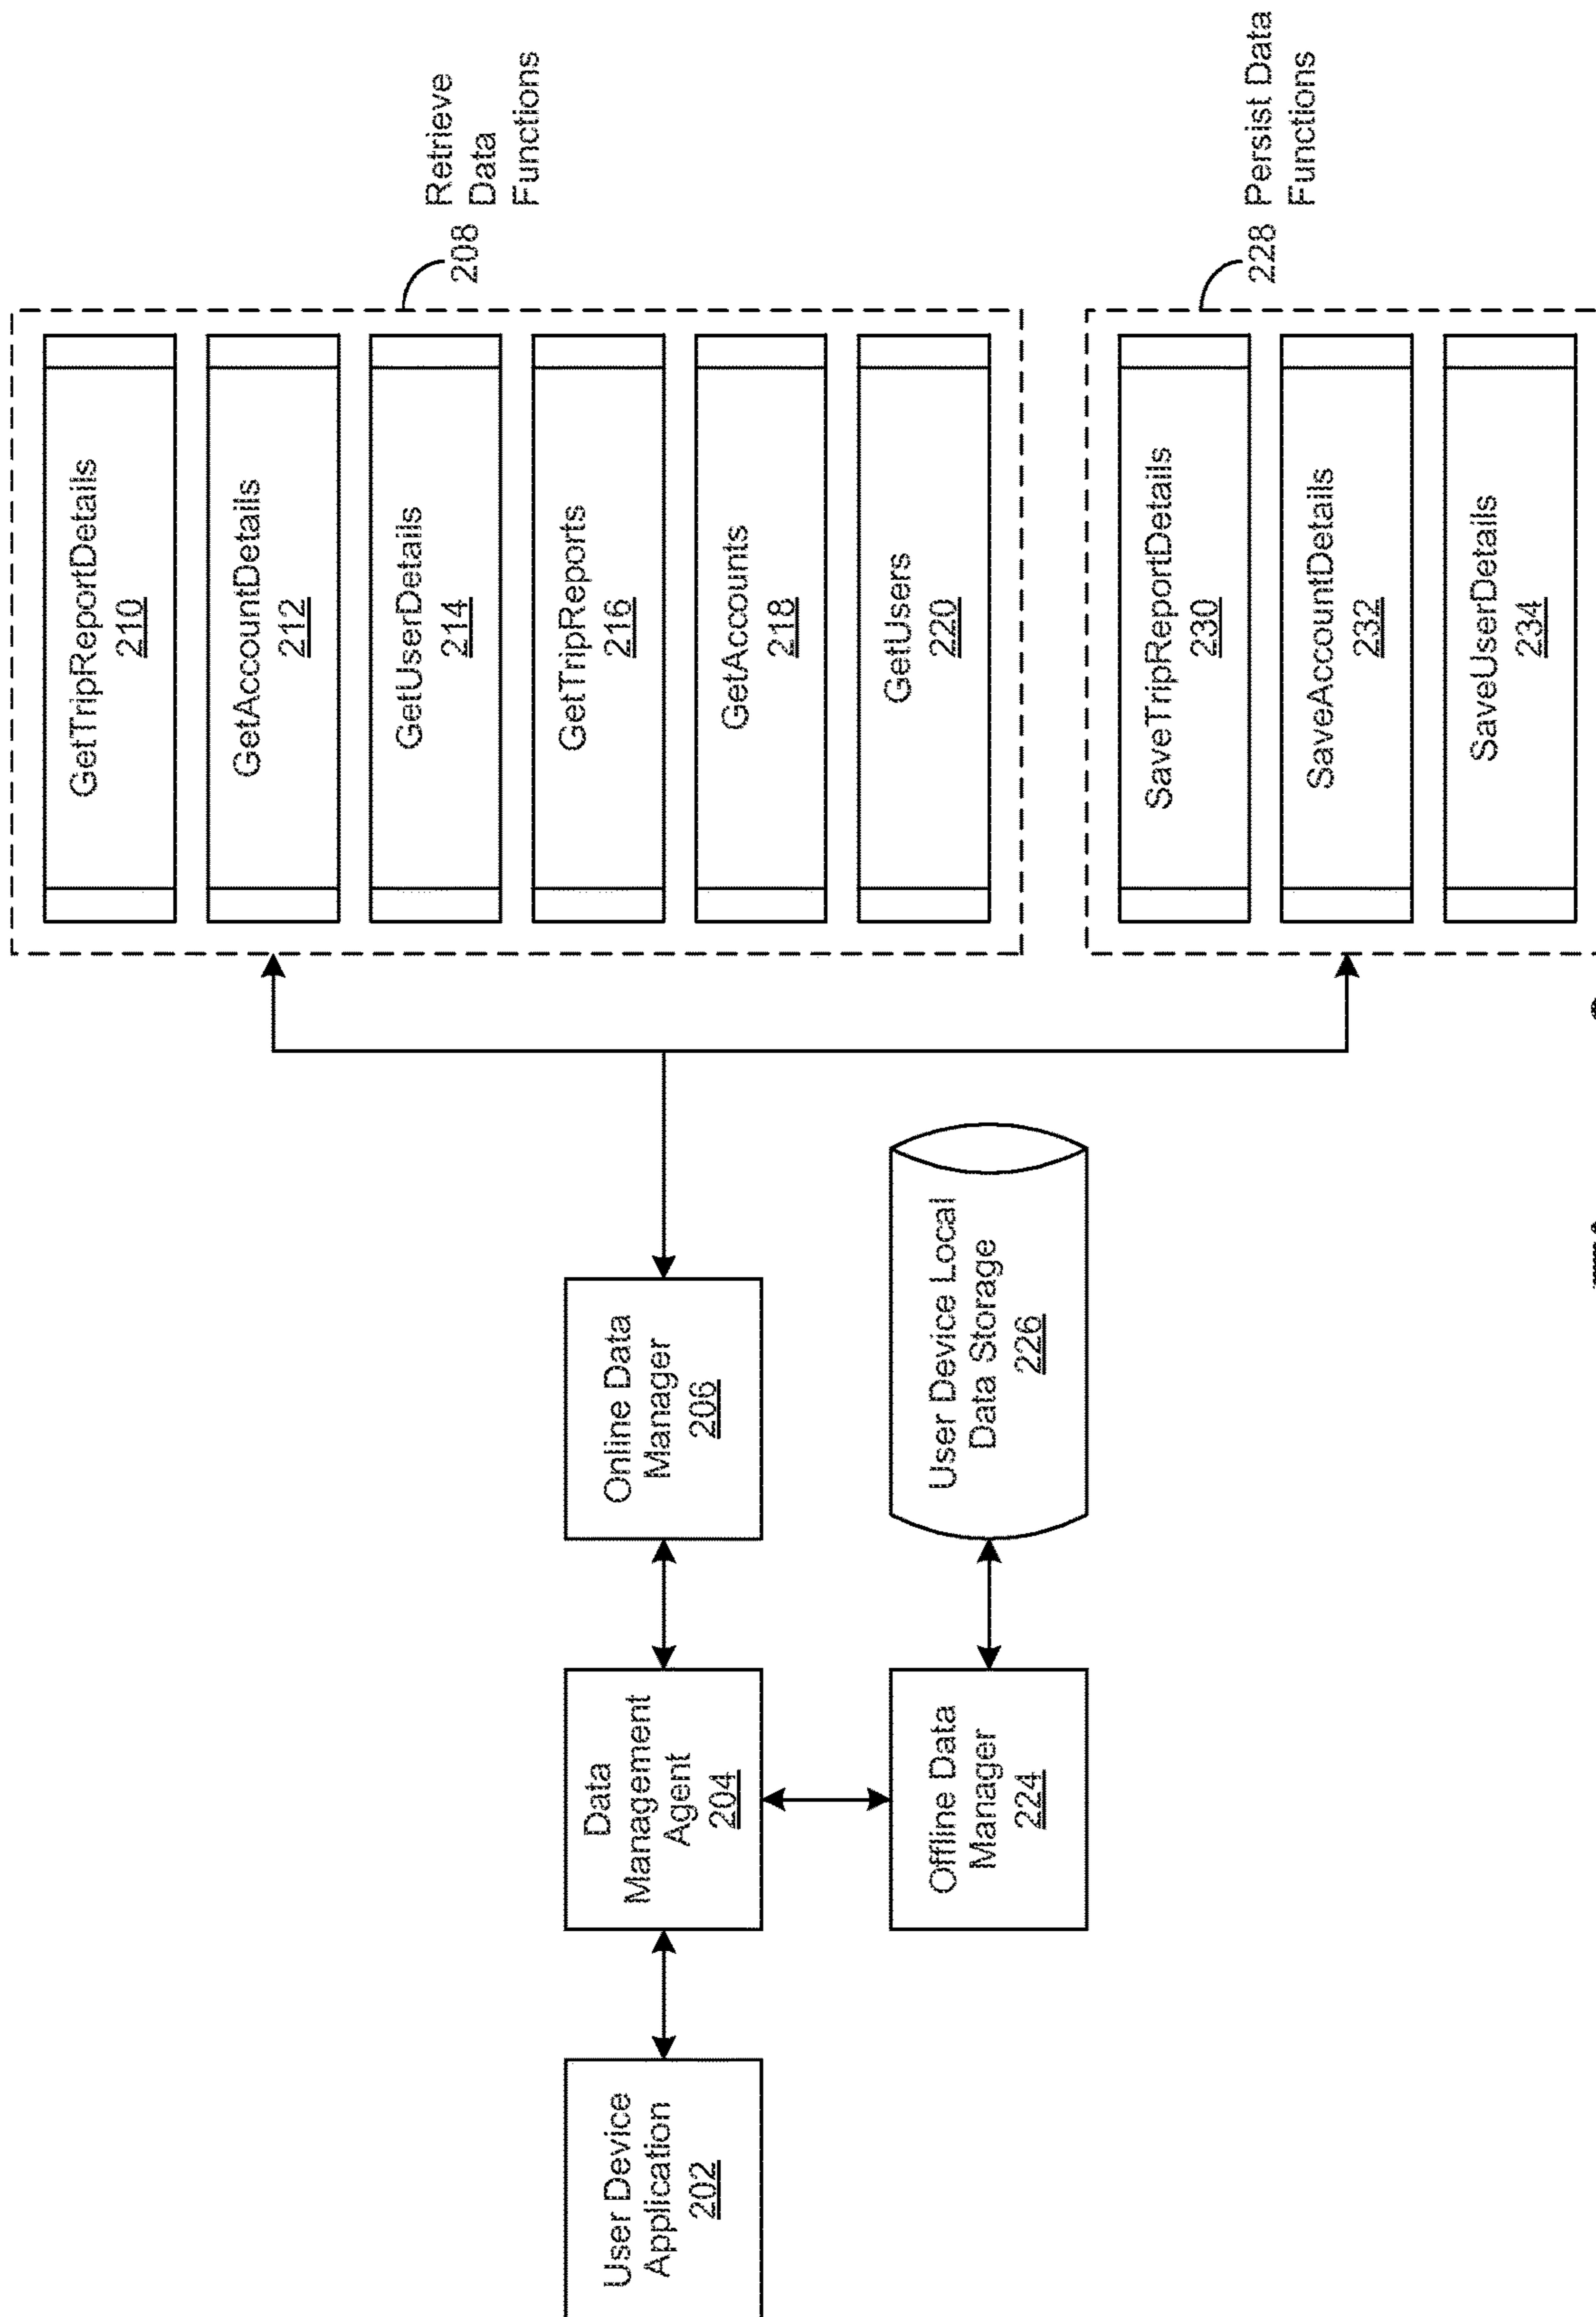 User Device
Application
202
Data
Management
Agent
204
Online Data
Manager
206
Offline Data
Manager
224
User Device Local
Data Storage
226
GetTripReportDetails
210
GetAccountDetails
212
GetUserDetails
214
GetTripReports
216
GetAccounts
218
GetUsers
220
208
Retrieve
Data
Functions
SaveTripReportDetails
230
SaveAccountDetails
232
SaveUserDetails
234
228 Persist Data
Functions